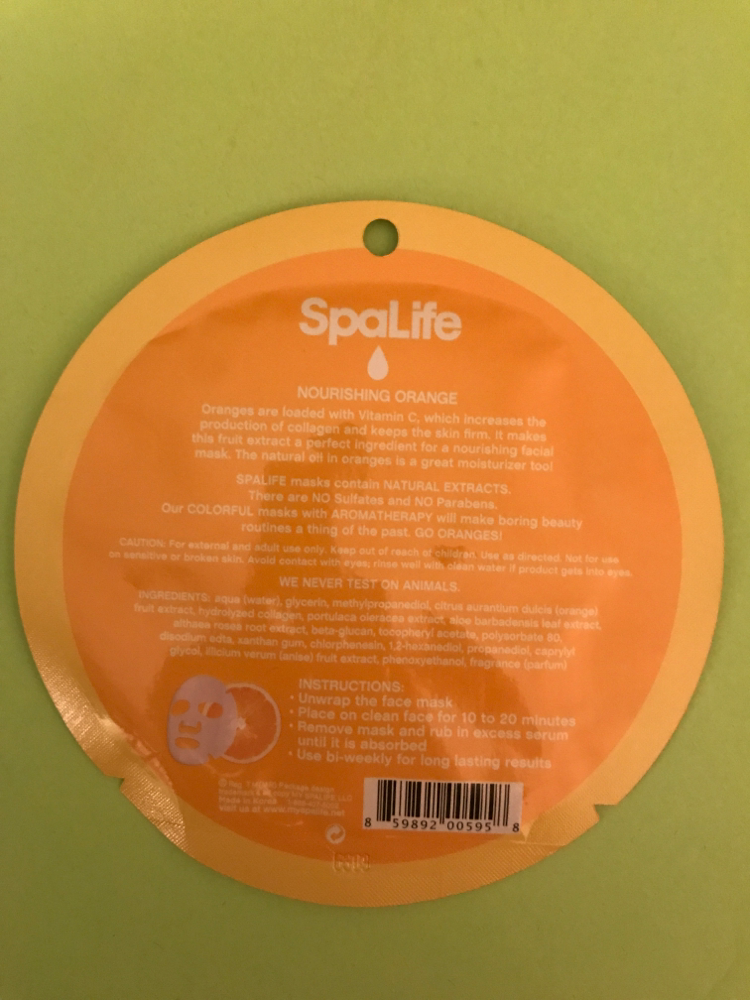 SpaLife
NOURISHING ORANGE
Oranges are loaded with Vitamin C, which increases the
production of collagen and keeps the skin firm. It makes
this fruit extract a perfect ingredient for a nourishing facial
mask. The natural oil in oranges is a great moisturizer too!
SPALIFE masks contain NATURAL EXTRACTS.
There are NO Sulfates and NO Parabens.
Our COLORFUL masks with AROMATHERAPY will make boring beauty
routines a thing of the past. GO ORANGES!
CAUTION: For external and adult use only. Keep out of reach of children. Use as directed. Not for use
on sensitive or broken skin. Avoid contact with eyes; rinse well with clean water if product gets into eyes.
WE NEVER TEST ON ANIMALS.
INGREDIENTS: aqua (water), glycerin, methylpropanediol, citrus aurantium dulcis (orange)
fruit extract, hydrolyzed collagen, portulaca oleracea extract, aloe barbadensis leaf extract,
althaea rosea root extract, beta-glucan, tocopheryl acetate, polysorbate 80,
disodium edta, xanthan gum, chlorphenesin, 1,2-hexanediol, propanediol, caprylyl
glycol, illicium verum (anise) fruit extract, phenoxyethanol, fragrance (parfum)
INSTRUCTIONS:
• Unwrap the face mask
• Place on clean face for 10 to 20 minutes
• Remove mask and rub in excess serum
until it is absorbed
• Use bi-weekly for long lasting results
Package Design
SPALIFE LLC
Made in Korea
Visit us at www.myspalife.net
8 59892 00595 8